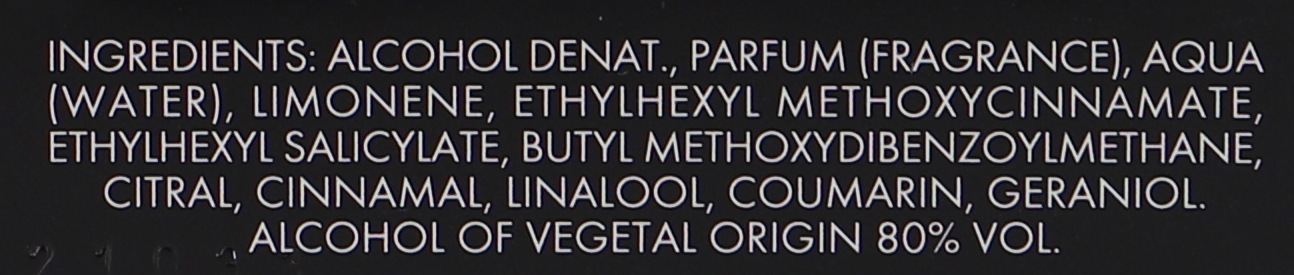 INGREDIENTS: ALCOHOL DENAT., PARFUM (FRAGRANCE), AQUA
(WATER), LIMONENE, ETHYLHEXYL METHOXYCINNAMATE,
ETHYLHEXYL SALICYLATE, BUTYL METHOXYDIBENZOYLMETHANE,
CITRAL, CINNAMAL, LINALOOL, COUMARIN, GERANIOL.
ALCOHOL OF VEGETAL ORIGIN 80% VOL.